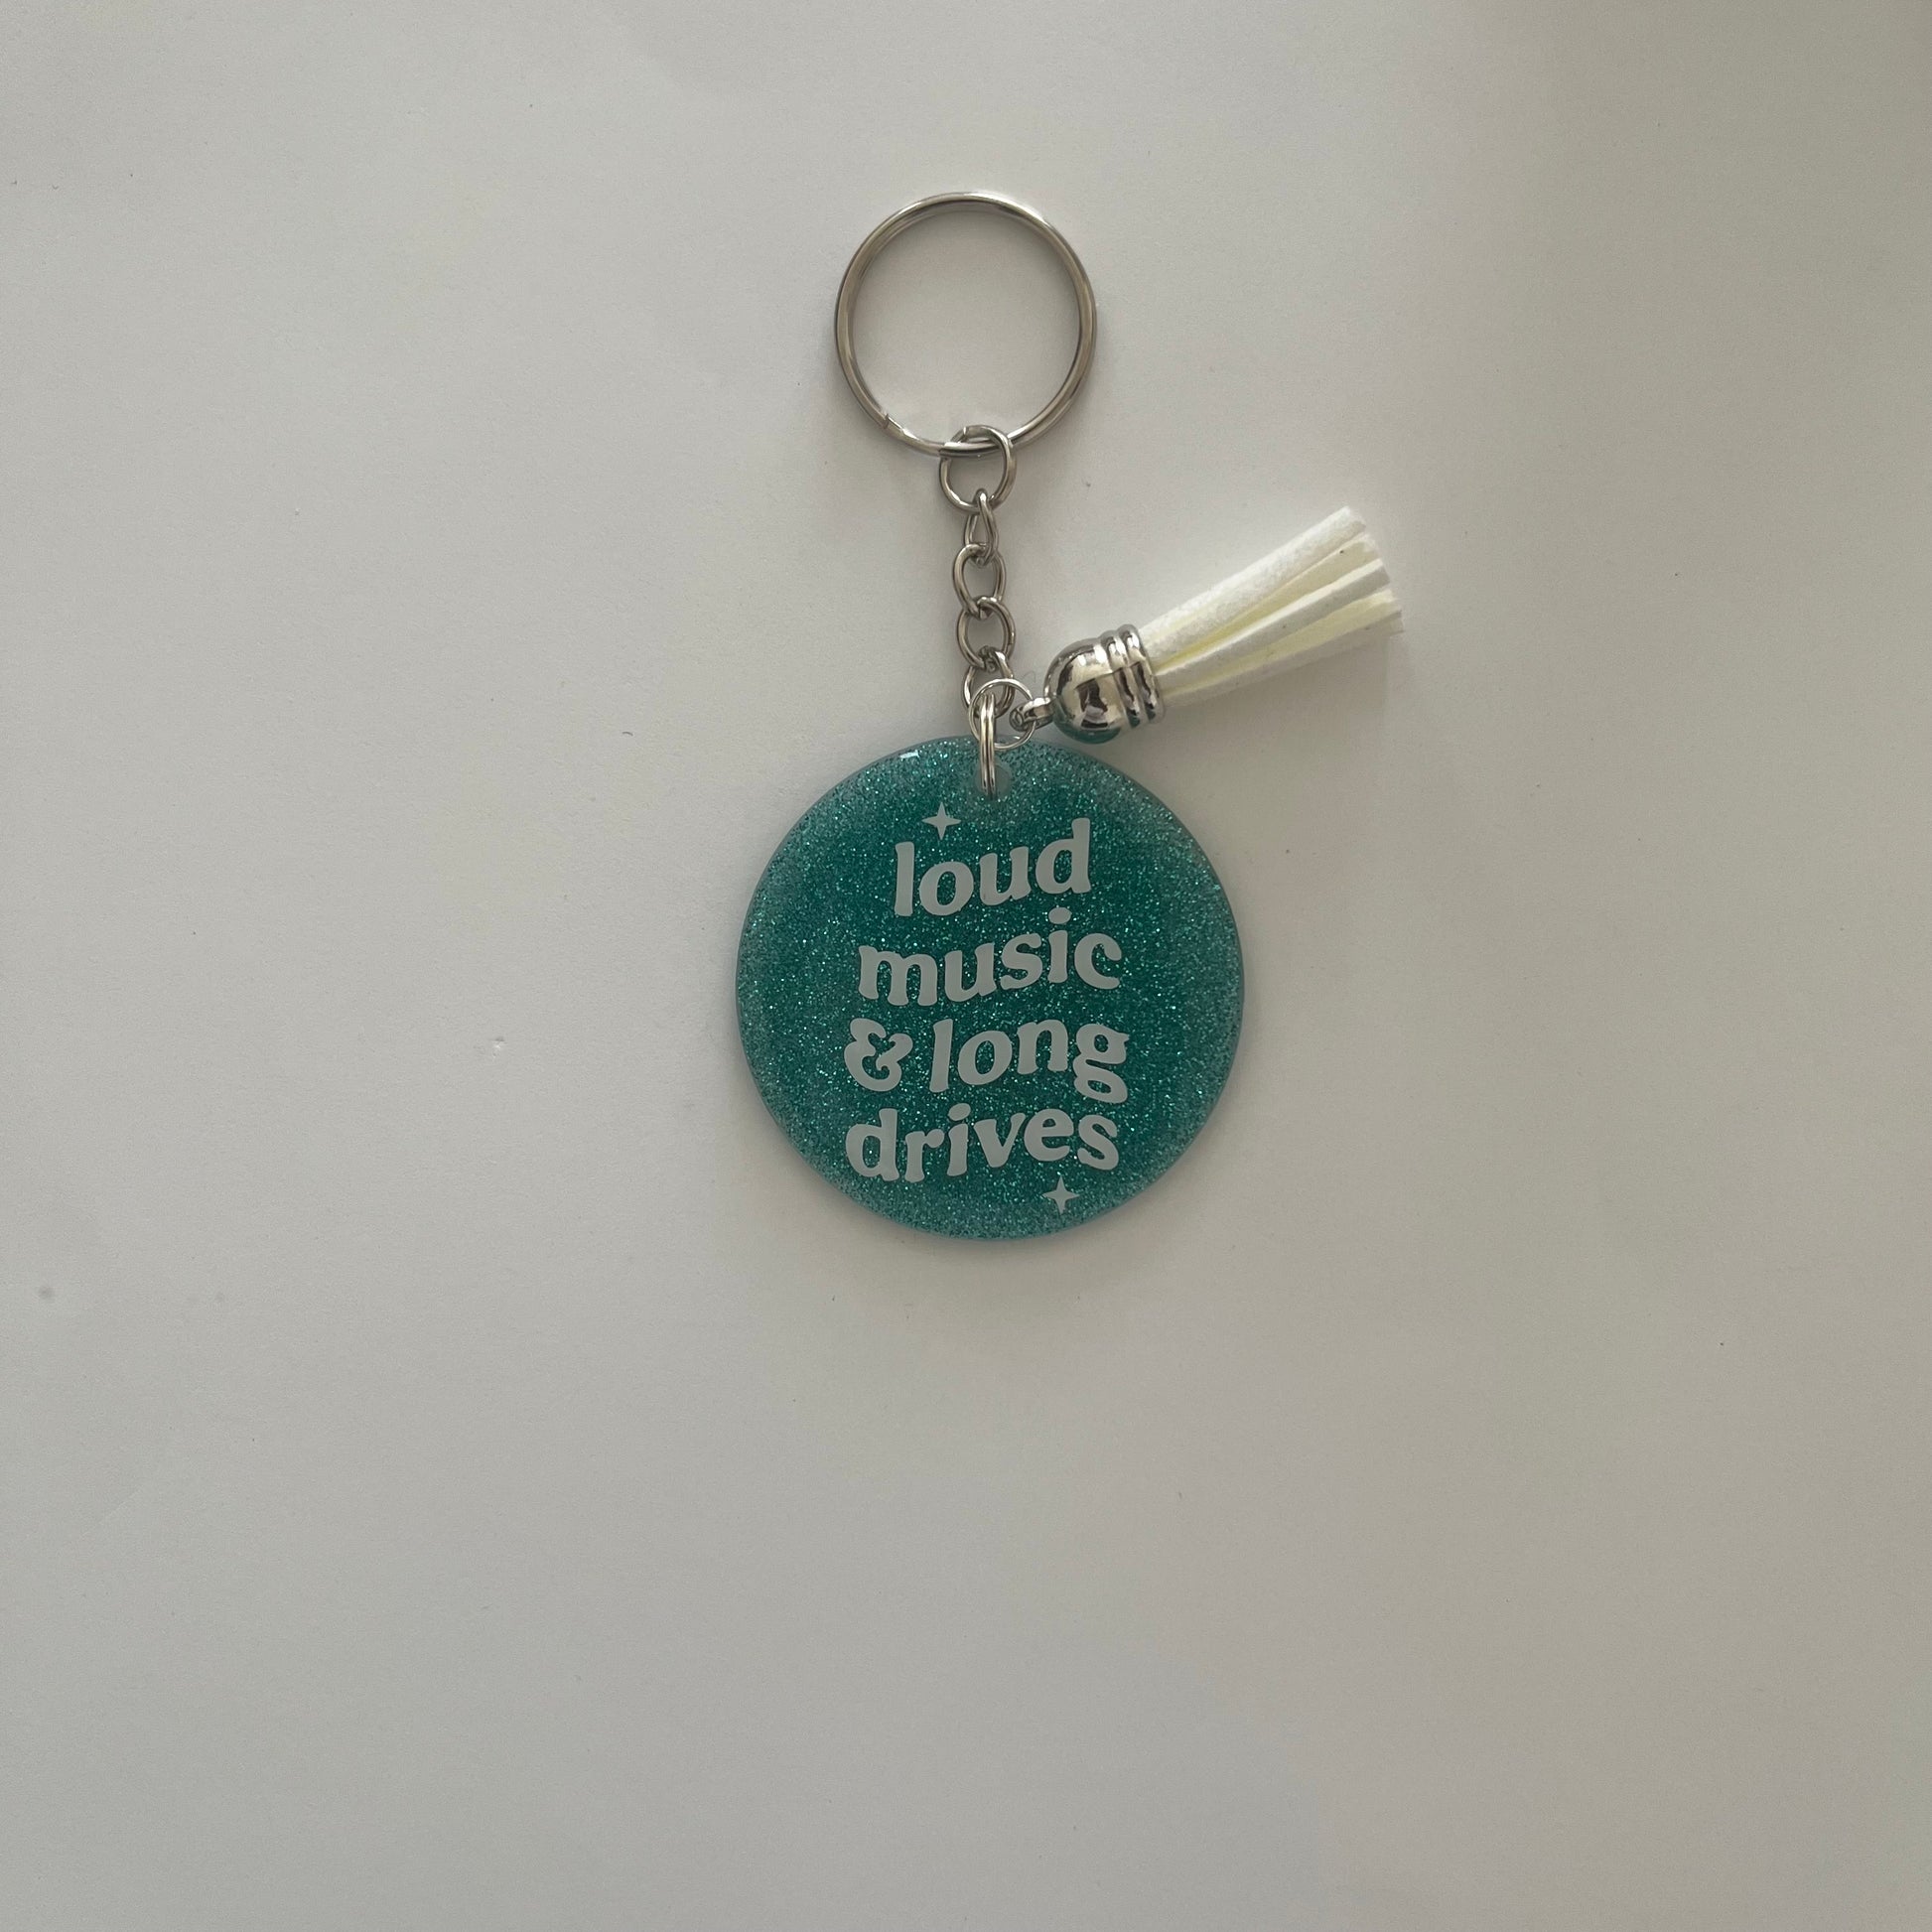 loud
music
& long
drives